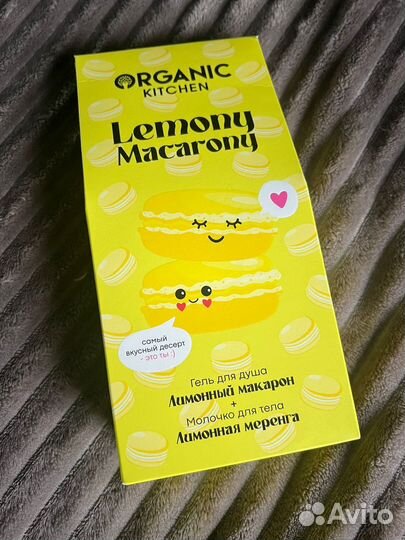 ORGANIC
KITCHEN
Lemony
Macarony
самый
вкусный десерт
- это ты :)
Гель для душа
Лимонный макарон
+
Молочко для тела
Лимонная меренга
Avito